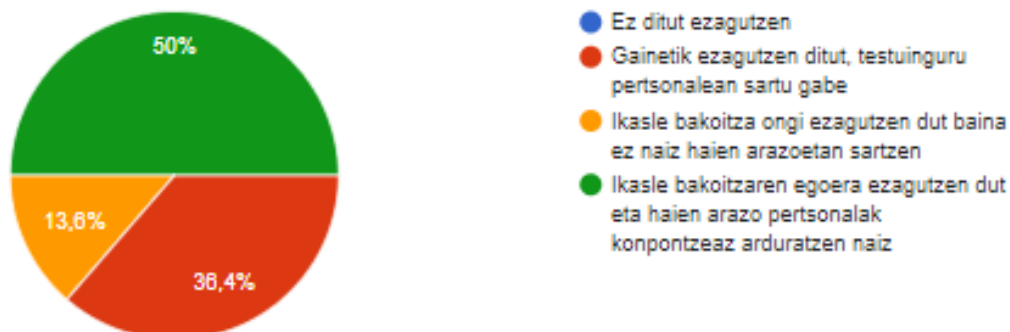 50%
13,6%
36,4%
Ez ditut ezagutzen
Gainetik ezagutzen ditut, testuinguru
pertsonalean sartu gabe
Ikasle bakoitza ongi ezagutzen dut baina
ez naiz haien arazoetan sartzen
Ikasle bakoitzaren egoera ezagutzen dut
eta haien arazo pertsonalak
konpontzeaz arduratzen naiz